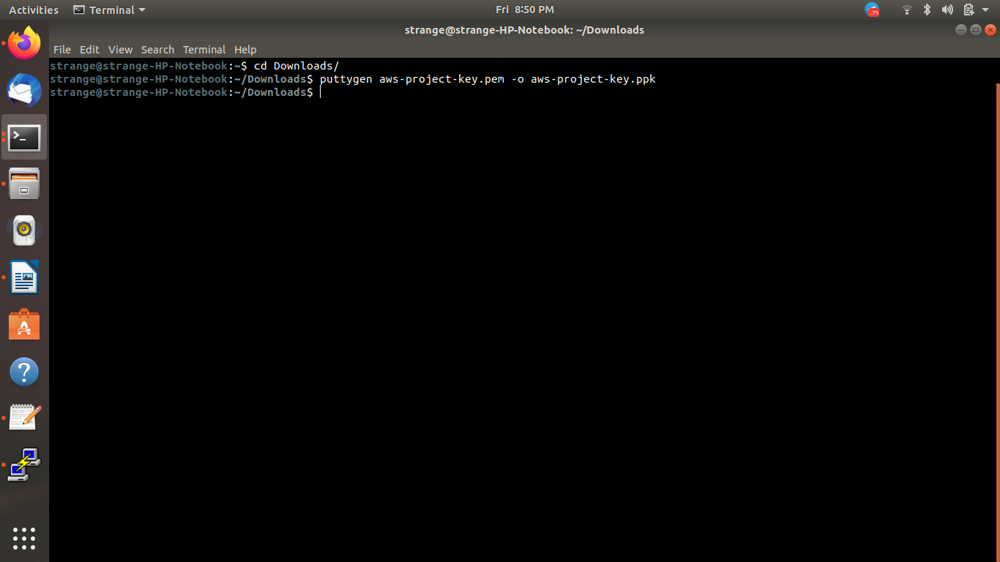 Activities Terminal Fri 8:50 PM 79
strange@strange-HP-Notebook: ~/Downloads
File Edit View Search Terminal Help
strange@strange-HP-Notebook:~$ cd Downloads/
strange@strange-HP-Notebook:~/Downloads$ puttygen aws-project-key.pem -o aws-project-key.ppk
strange@strange-HP-Notebook:~/Downloads$